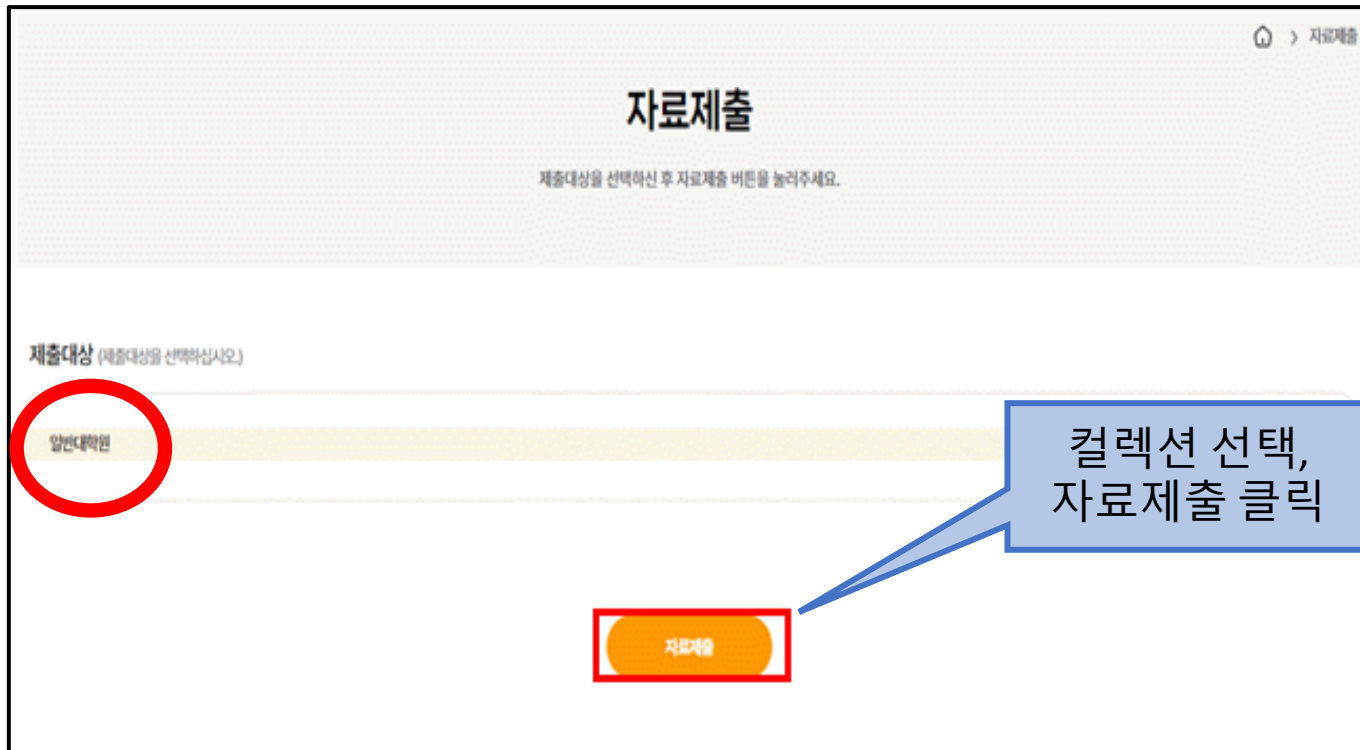 > 자료제출
자료제출
제출대상을 선택하신 후 자료제출 버튼을 눌러주세요.
제출대상 (제출대상을 선택하십시오.)
일반대학원
컬렉션 선택,
자료제출 클릭
자료제출